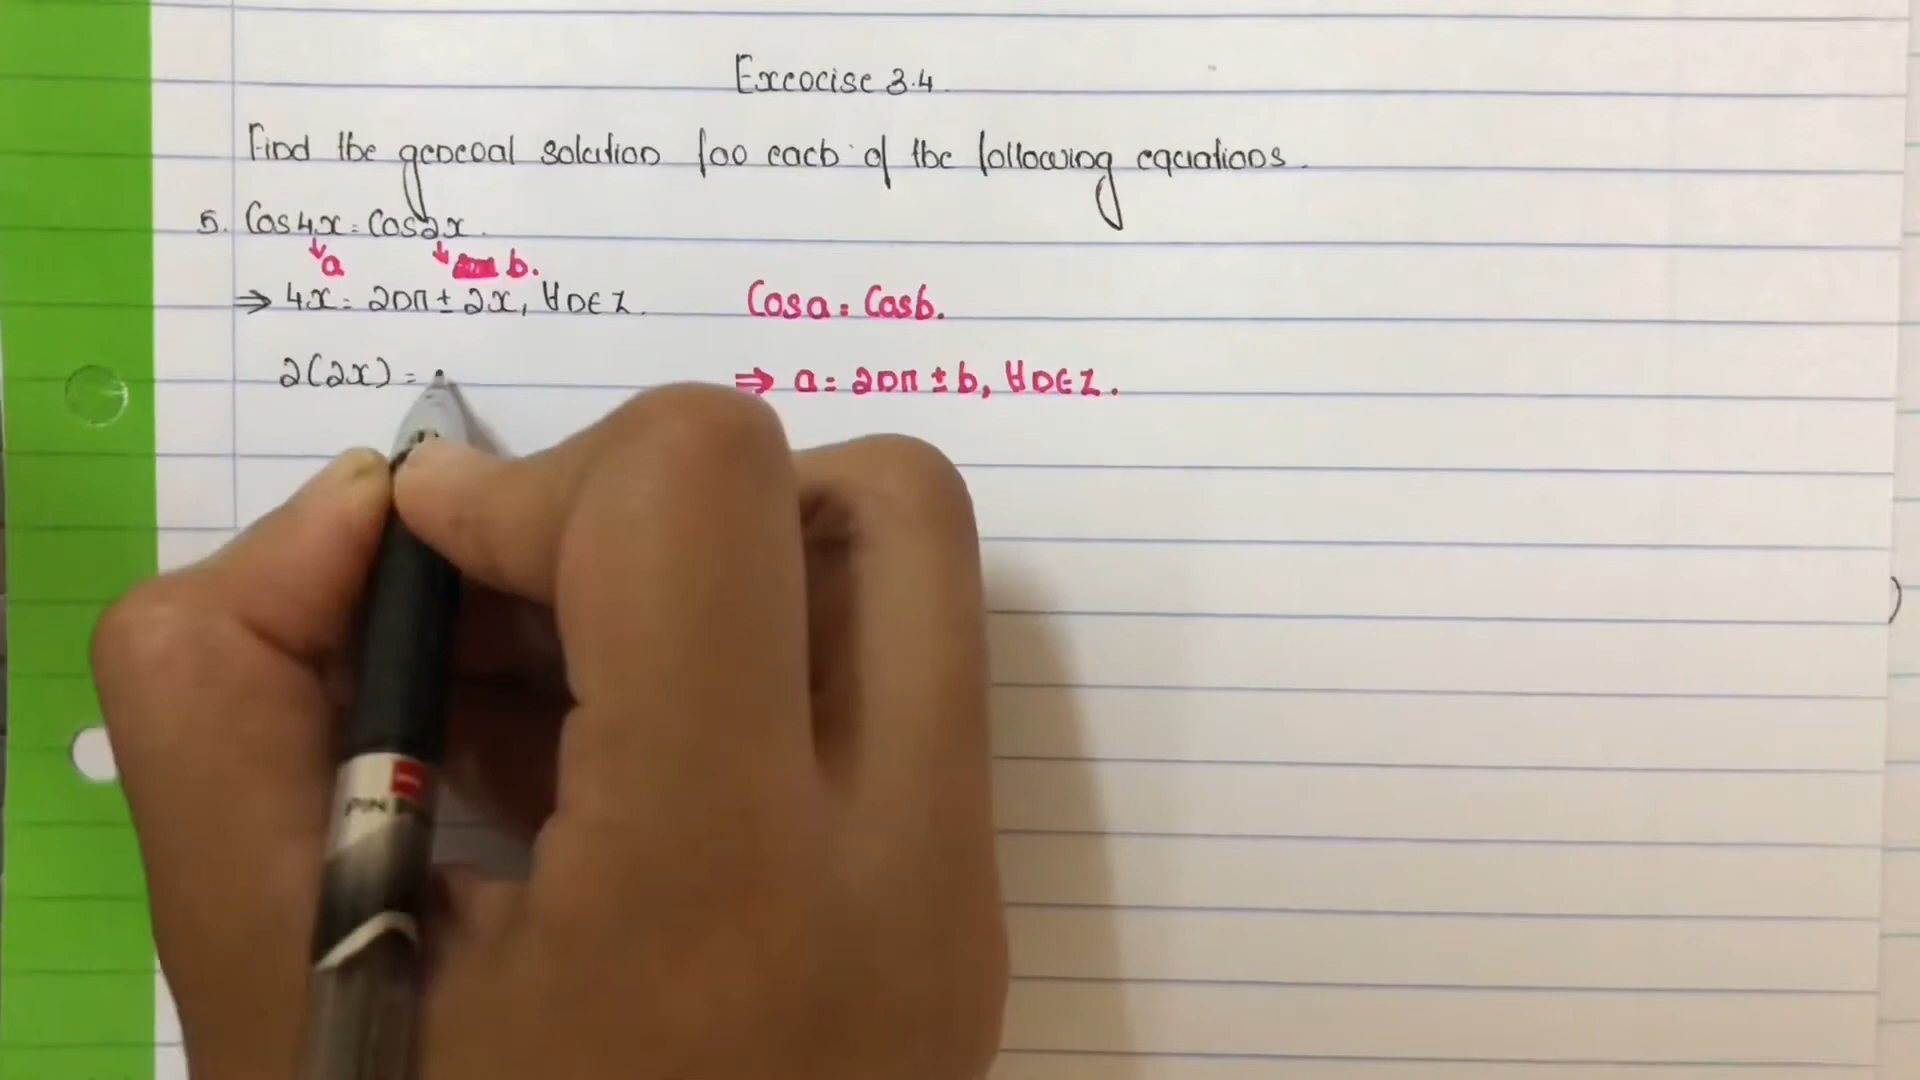 Exercise 3.4.
Find the general solution for each of the following equations.
5. Cos4x = Cos2x.
a b.
⇒ 4x = 2nπ ± 2x, ∀n∈Z.
Cosa = Cosb.
2(2x) =
⇒ a = 2nπ ± b, ∀n∈Z.
PIN